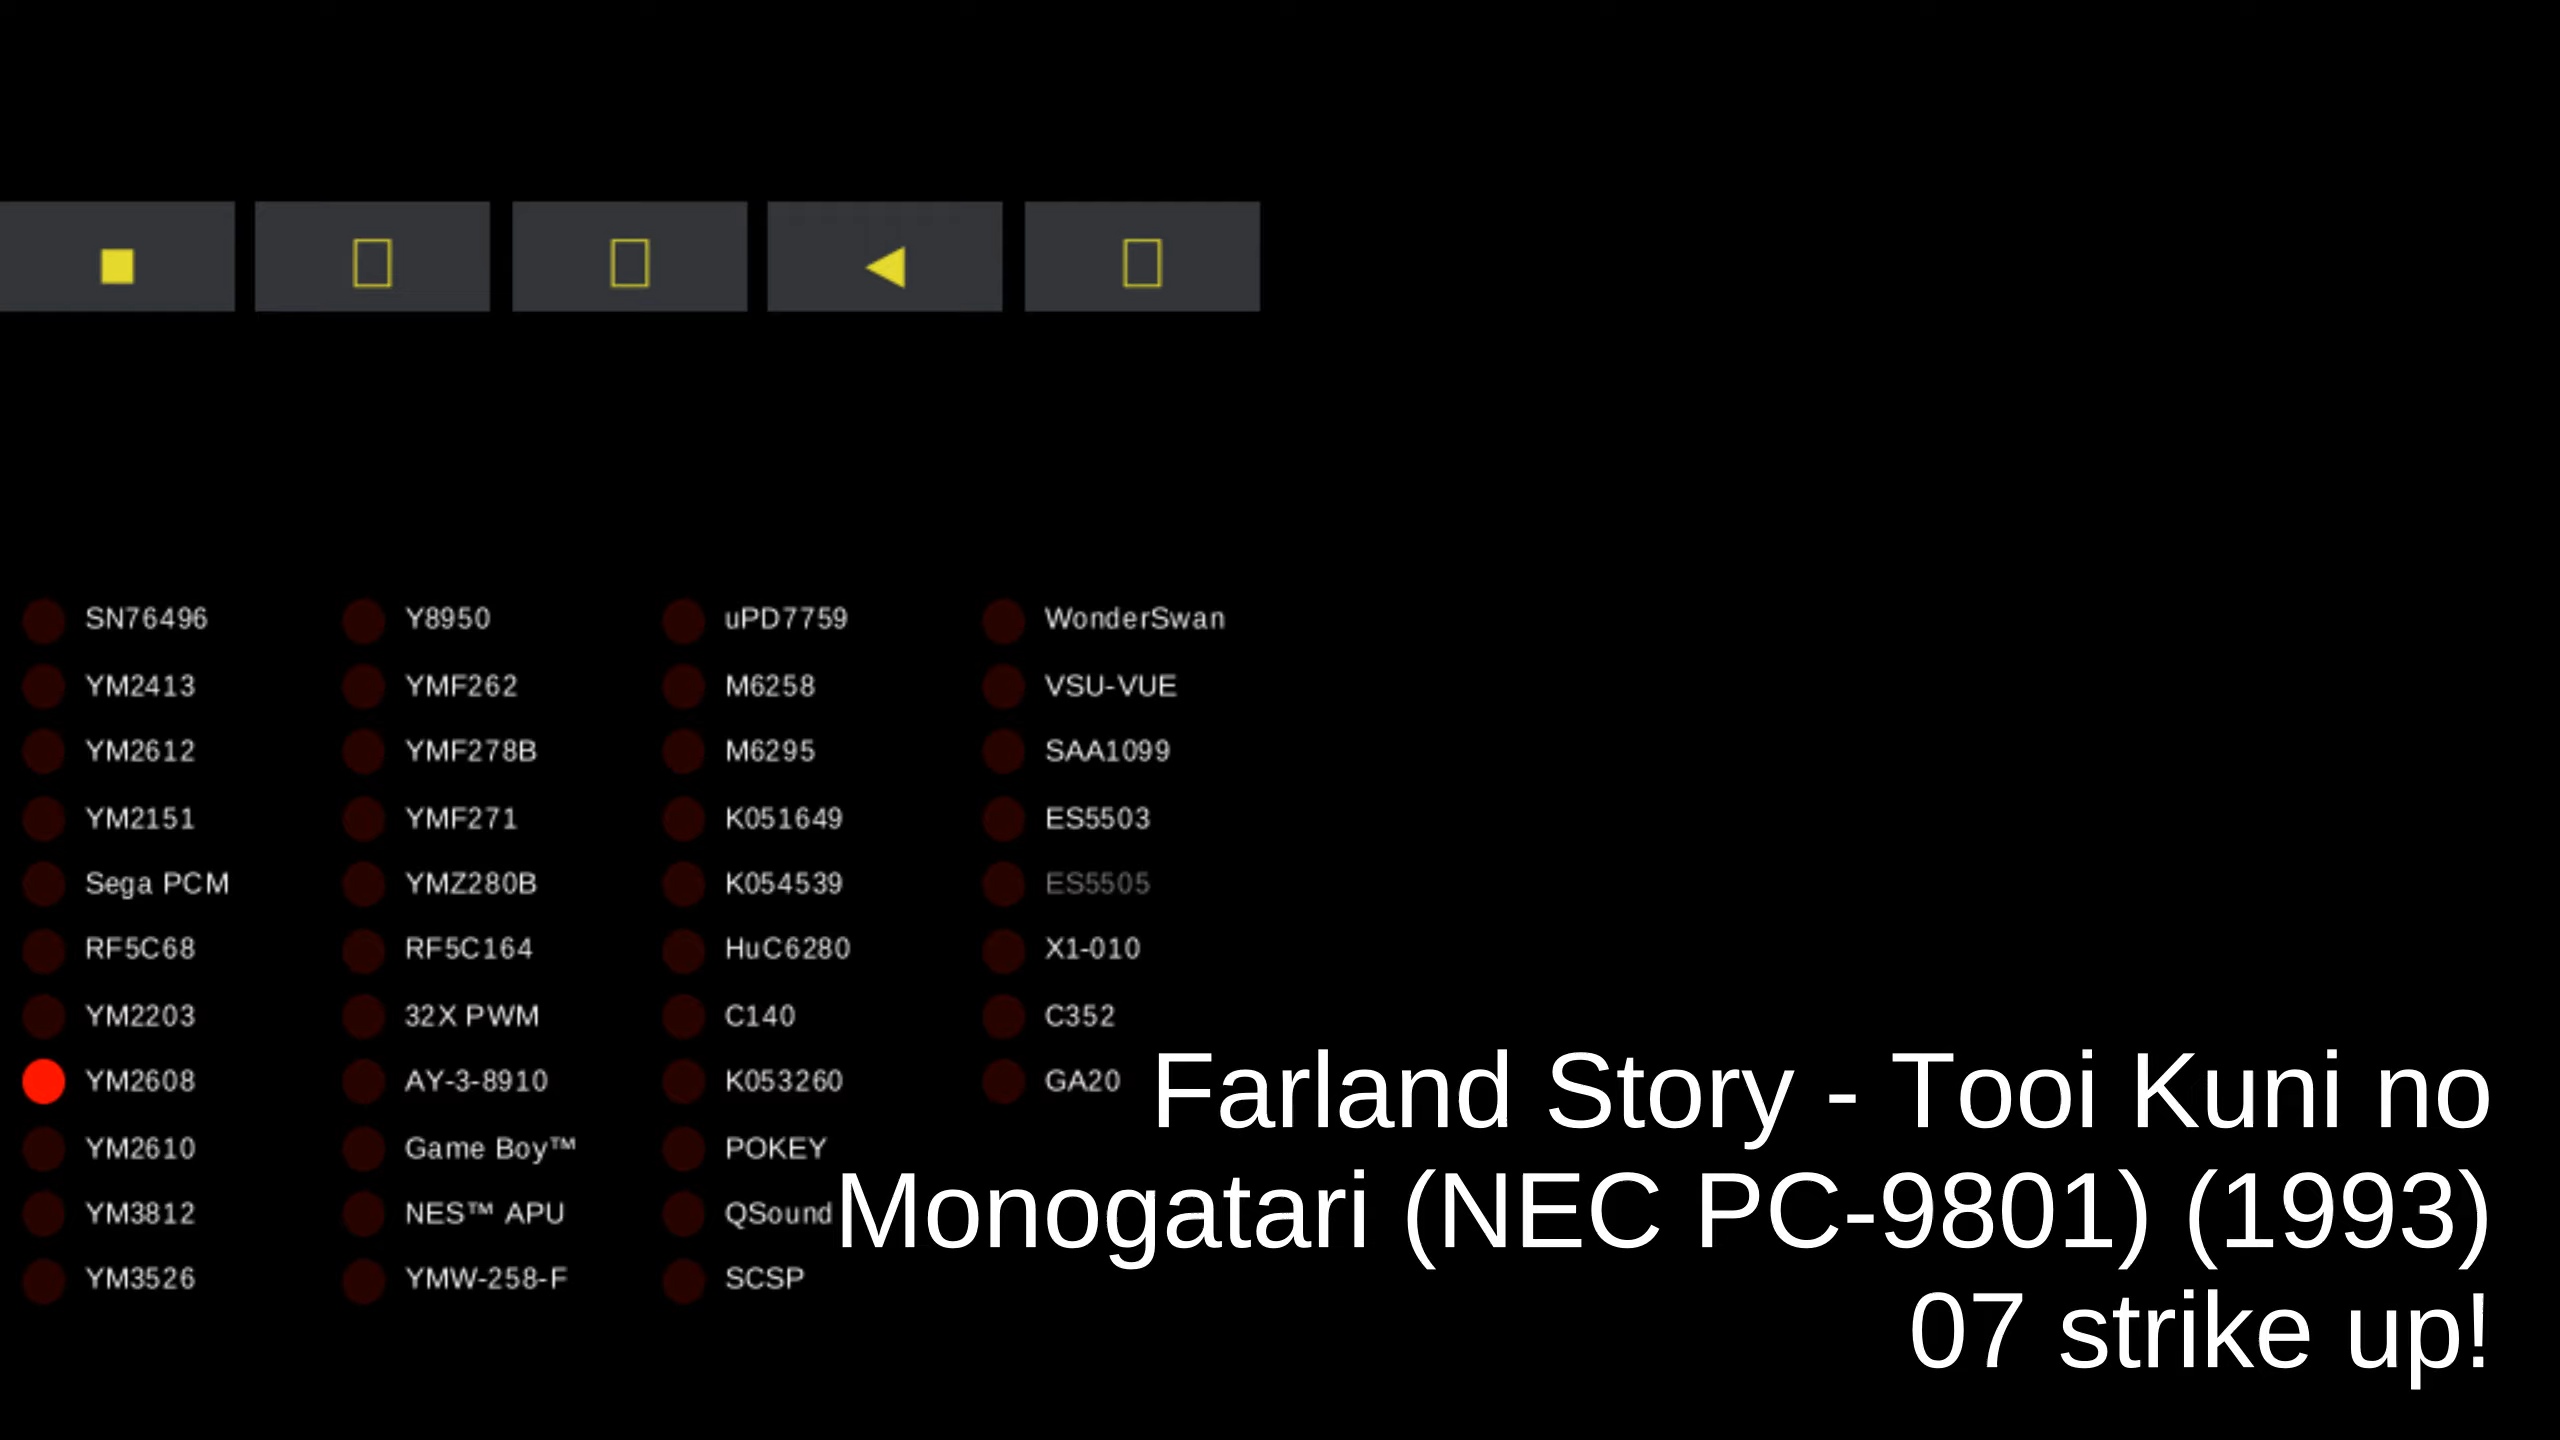 SN76496 Y8950 uPD7759 WonderSwan
YM2413 YMF262 M6258 VSU-VUE
YM2612 YMF278B M6295 SAA1099
YM2151 YMF271 K051649 ES5503
Sega PCM YMZ280B K054539 ES5505
RF5C68 RF5C164 HuC6280 X1-010
YM2203 32X PWM C140 C352
YM2608 AY-3-8910 K053260 GA20
YM2610 Game Boy™ POKEY
YM3812 NES™ APU QSound
YM3526 YMW-258-F SCSP
Farland Story - Tooi Kuni no
Monogatari (NEC PC-9801) (1993)
07 strike up!